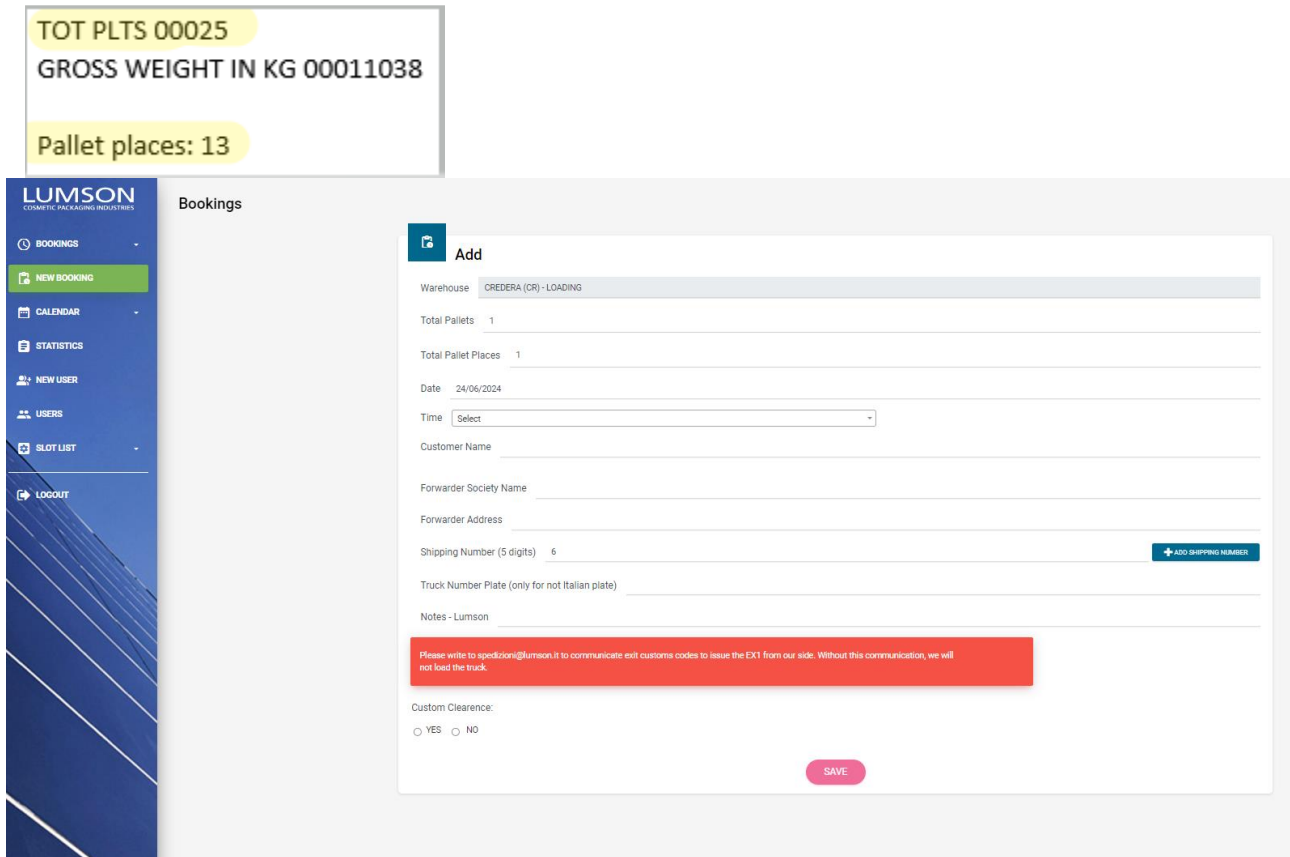 TOT PLTS 00025
GROSS WEIGHT IN KG 00011038
Pallet places: 13
LUMSON
COSMETIC PACKAGING INDUSTRIES
BOOKINGS
NEW BOOKING
CALENDAR
STATISTICS
NEW USER
USERS
SLOT LIST
LOGOUT
Bookings
Add
Warehouse CREDERA (CR) - LOADING
Total Pallets 1
Total Pallet Places 1
Date 24/06/2024
Time Select
Customer Name
Forwarder Society Name
Forwarder Address
Shipping Number (5 digits) 6 ADD SHIPPING NUMBER
Truck Number Plate (only for not Italian plate)
Notes - Lumson
Please write to spedizioni@lumson.it to communicate exit customs codes to issue the EX1 from our side. Without this communication, we will
not load the truck.
Custom Clearence:
YES NO
SAVE